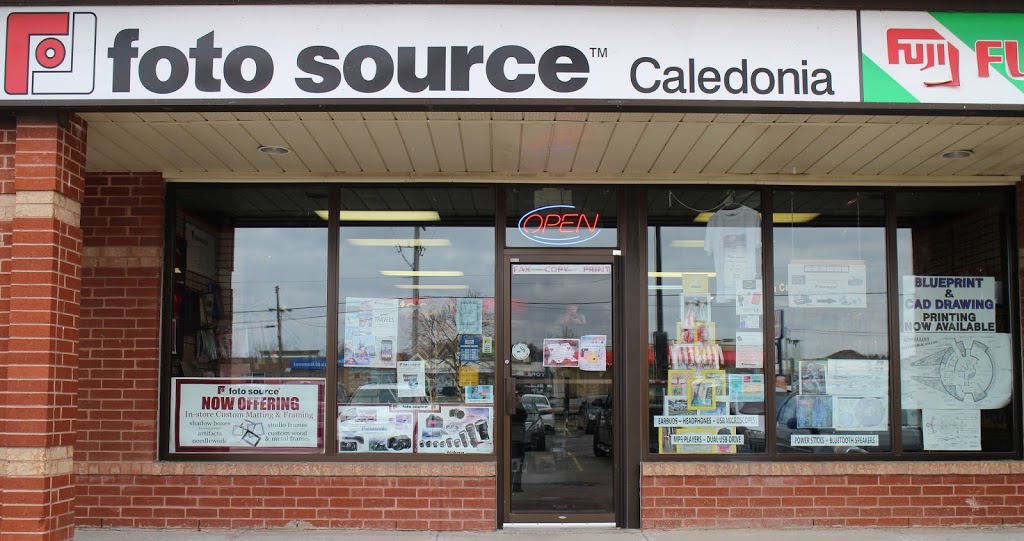 foto source™ Caledonia
FUJI FU
OPEN
FAX COPY PRINT
BLUEPRINT
&
CAD DRAWING
PRINTING
NOW AVAILABLE
foto source
NOW OFFERING
In-store Custom Matting & Framing
shadow boxes
artifacts
needlework
studio frames
custom wood
& metal frames
EARBUDS ~ HEADPHONES ~ USB MICROSCOPES
MP3 PLAYERS ~ DUAL USB DRIVE
POWER STICKS ~ BLUETOOTH SPEAKERS